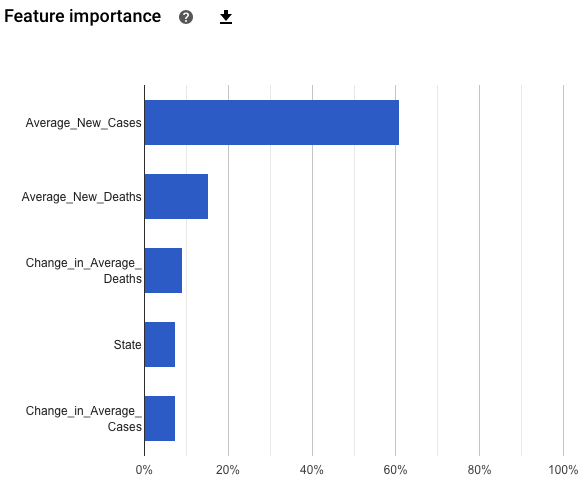 Feature importance
Average_New_Cases
Average_New_Deaths
Change_in_Average_
Deaths
State
Change_in_Average_
Cases
0% 20% 40% 60% 80% 100%